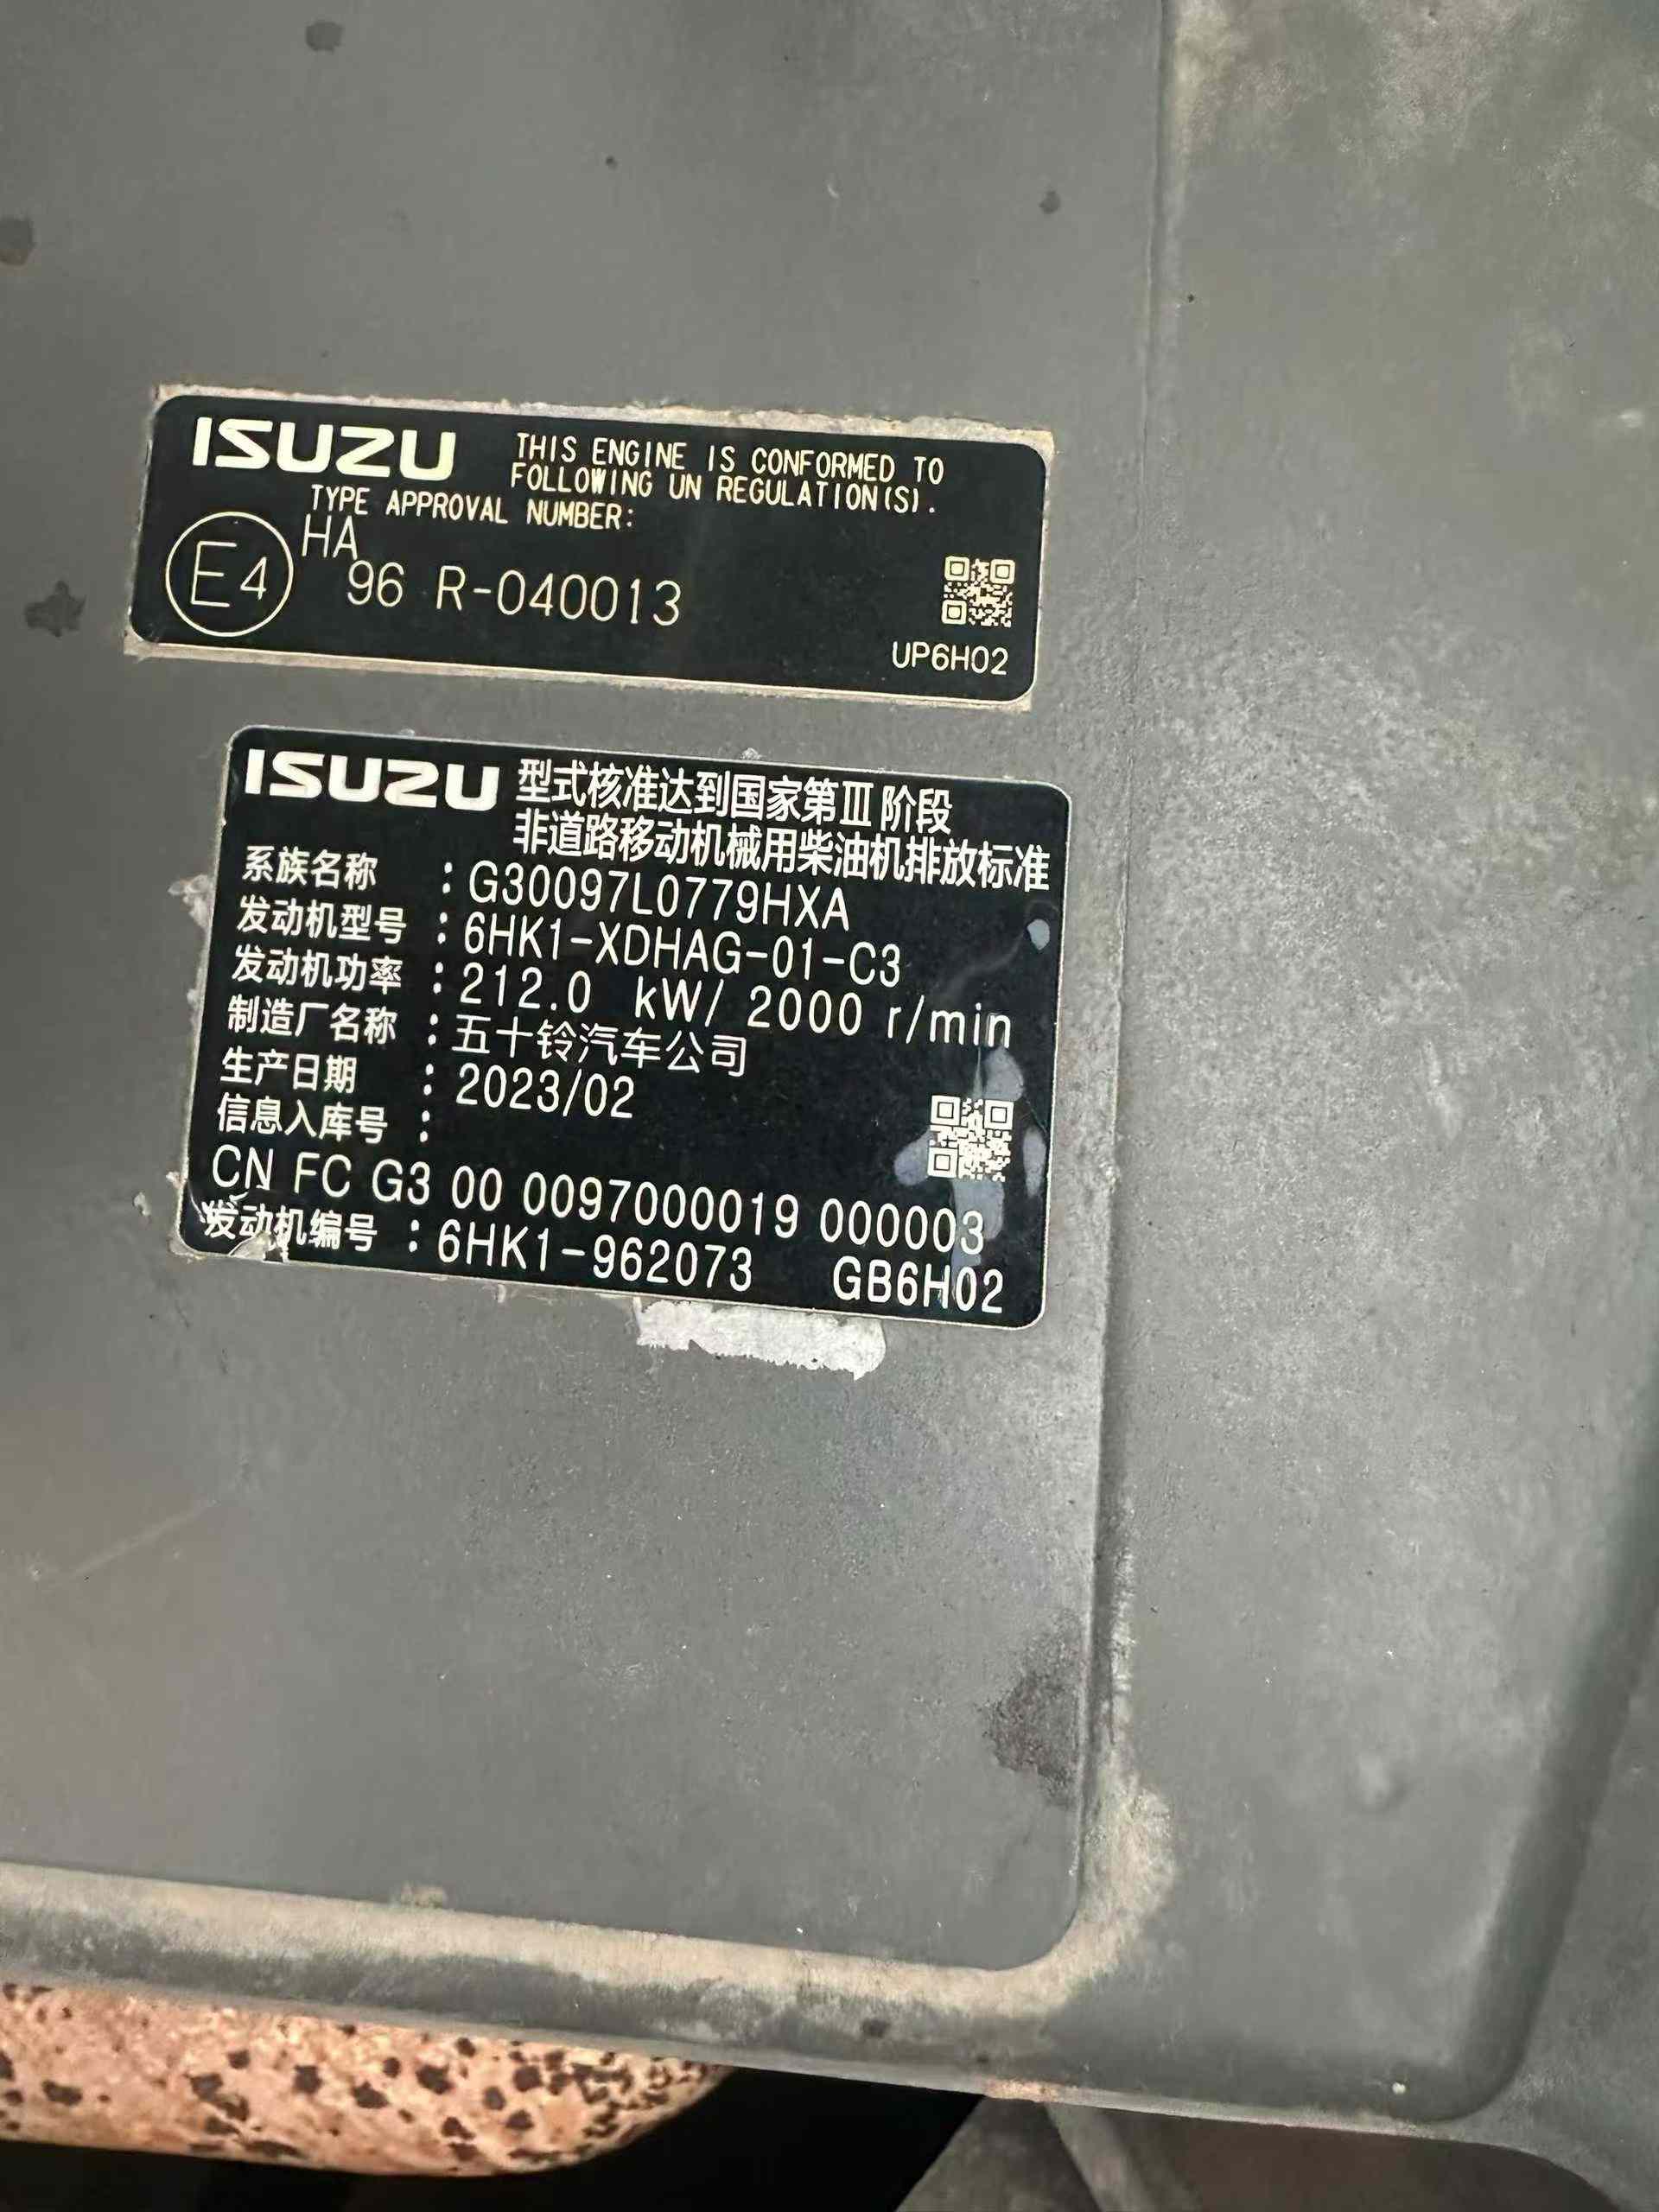 ISUZU THIS ENGINE IS CONFORMED TO
FOLLOWING UN REGULATION(S).
TYPE APPROVAL NUMBER:
E4 HA
96 R-040013
UP6H02
ISUZU 型式核准达到国家第Ⅲ阶段
非道路移动机械用柴油机排放标准
系族名称 : G30097L0779HXA
发动机型号 : 6HK1-XDHAG-01-C3
发动机功率 : 212.0 kW/ 2000 r/min
制造厂名称 : 五十铃汽车公司
生产日期 : 2023/02
信息入库号 :
CN FC G3 00 0097000019 000003
发动机编号 : 6HK1-962073 GB6H02